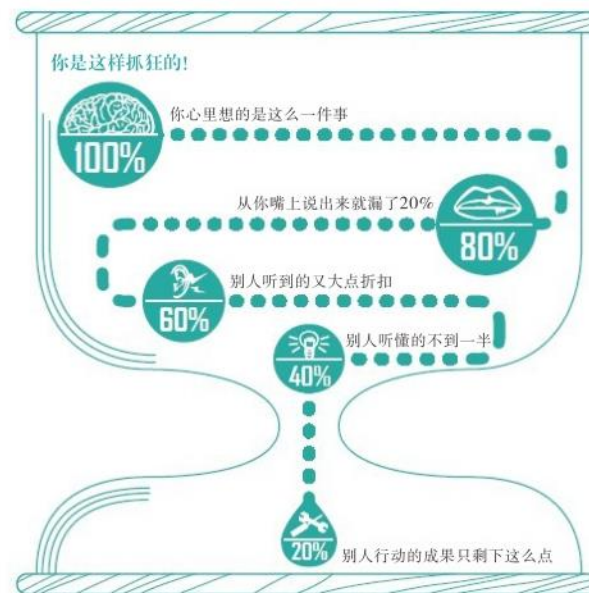 你是这样抓狂的!
你心里想的是这么一件事
100%
从你嘴上说出来就漏了20%
80%
别人听到的又大点折扣
60%
别人听懂的不到一半
40%
20%
别人行动的成果只剩下这么点